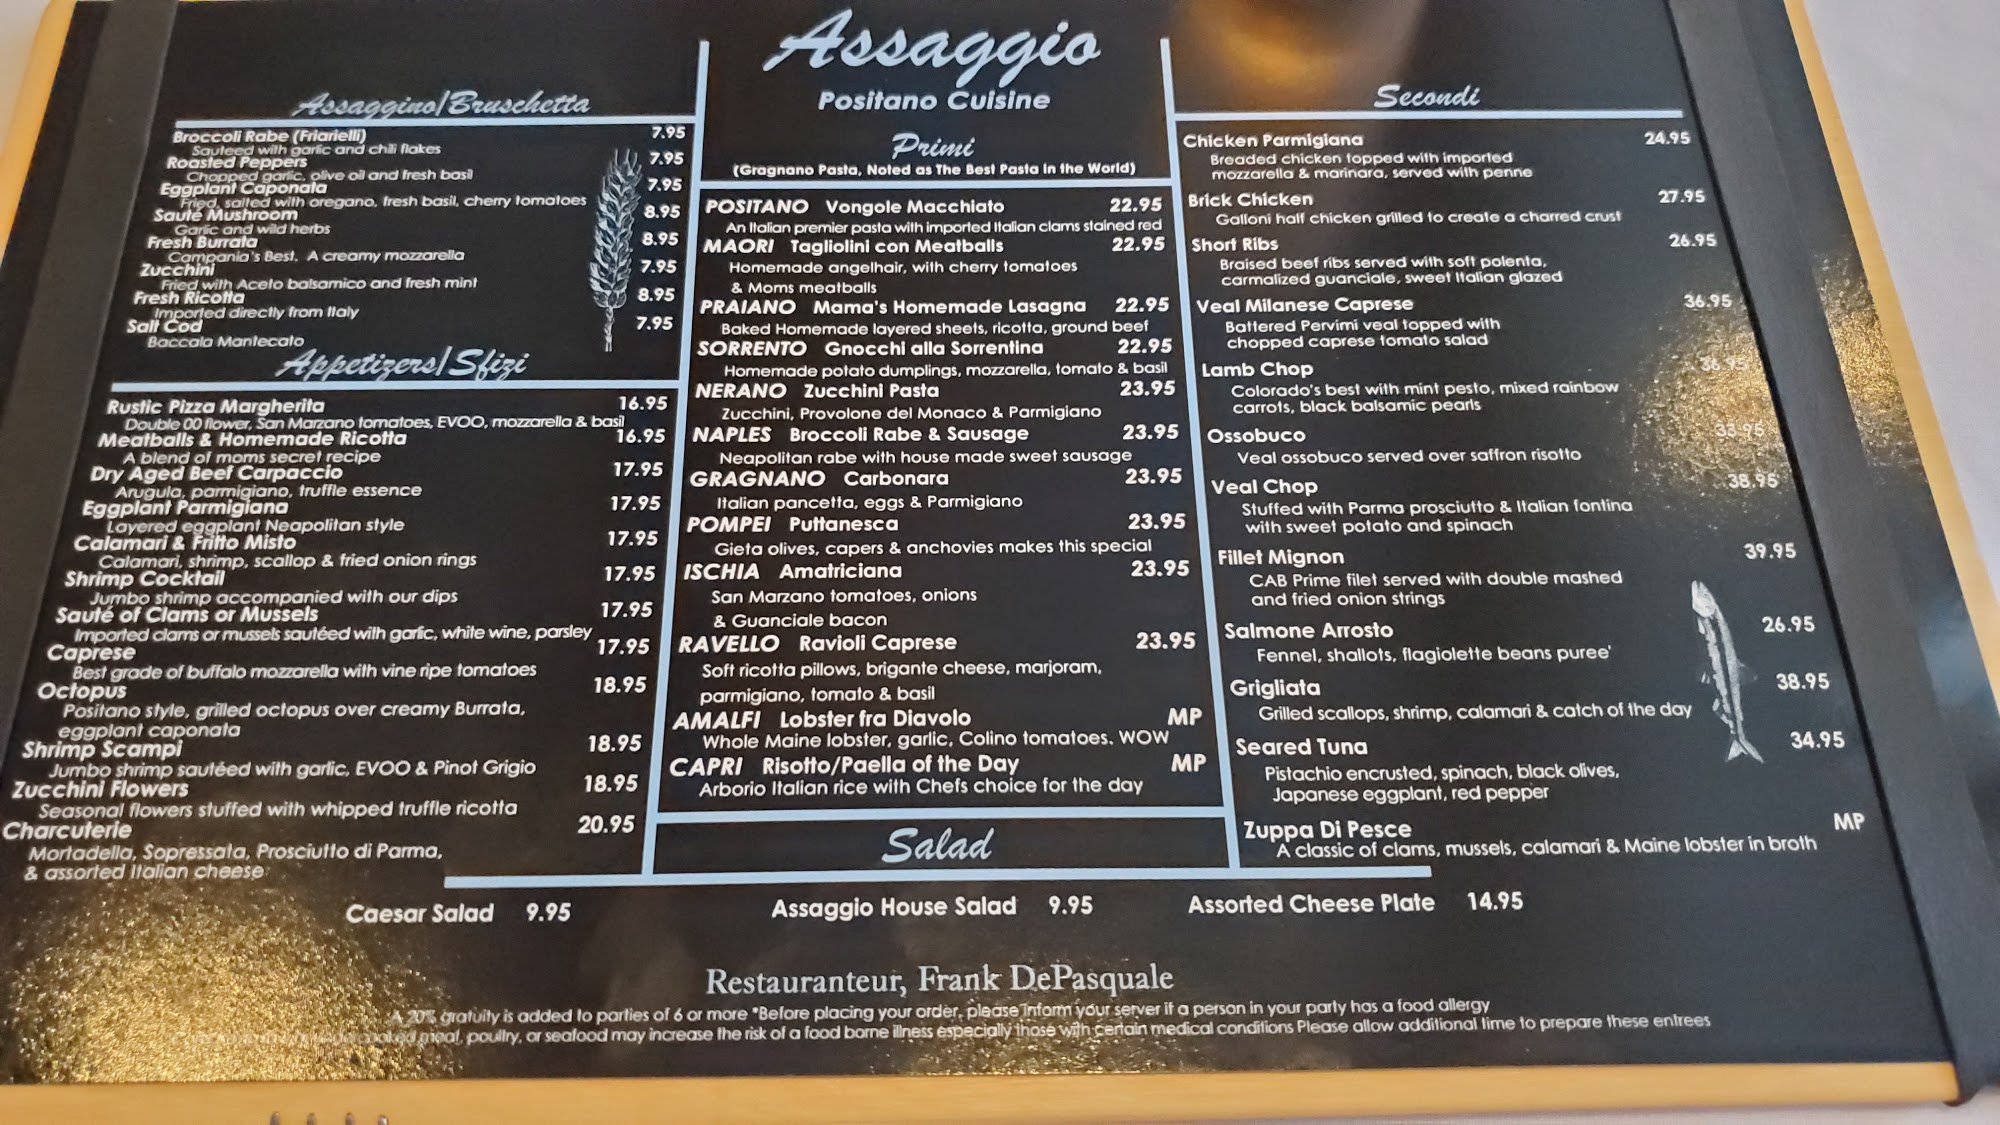 Assaggio
Positano Cuisine
Assaggino/Bruschetta
Broccoli Rabe (Friarielli) 7.95
Sauteed with garlic and chili flakes
Roasted Peppers 7.95
Chopped garlic, olive oil and fresh basil
Eggplant Caponata 7.95
Fried, salted with oregano, fresh basil, cherry tomatoes
Sauté Mushroom 8.95
Garlic and wild herbs
Fresh Burrata 8.95
Campania's Best. A creamy mozzarella
Zucchini 7.95
Fried with Aceto balsamico and fresh mint
Fresh Ricotta 8.95
Imported directly from Italy
Salt Cod 7.95
Baccala Mantecato
Appetizers/Sfizi
Rustic Pizza Margherita 16.95
Double 00 flower, San Marzano tomatoes, EVOO, mozzarella & basil
Meatballs & Homemade Ricotta 16.95
A blend of moms secret recipe
Dry Aged Beef Carpaccio 17.95
Arugula, parmigiano, truffle essence
Eggplant Parmigiana 17.95
Layered eggplant Neapolitan style
Calamari & Fritto Misto 17.95
Calamari, shrimp, scallop & fried onion rings
Shrimp Cocktail 17.95
Jumbo shrimp accompanied with our dips
Sauté of Clams or Mussels 17.95
Imported clams or mussels sautéed with garlic, white wine, parsley
Caprese 17.95
Best grade of buffalo mozzarella with vine ripe tomatoes
Octopus 18.95
Positano style, grilled octopus over creamy Burrata,
eggplant caponata
Shrimp Scampi 18.95
Jumbo shrimp sautéed with garlic, EVOO & Pinot Grigio
Zucchini Flowers 18.95
Seasonal flowers stuffed with whipped truffle ricotta
Charcuterie 20.95
Mortadella, Sopressata, Prosciutto di Parma,
& assorted Italian cheese
Primi
(Gragnano Pasta, Noted as The Best Pasta in the World)
POSITANO Vongole Macchiato 22.95
An Italian premier pasta with imported Italian clams stained red
MAORI Tagliolini con Meatballs 22.95
Homemade angelhair, with cherry tomatoes
& Moms meatballs
PRAIANO Mama's Homemade Lasagna 22.95
Baked Homemade layered sheets, ricotta, ground beef
SORRENTO Gnocchi alla Sorrentina 22.95
Homemade potato dumplings, mozzarella, tomato & basil
NERANO Zucchini Pasta 23.95
Zucchini, Provolone del Monaco & Parmigiano
NAPLES Broccoli Rabe & Sausage 23.95
Neapolitan rabe with house made sweet sausage
GRAGNANO Carbonara 23.95
Italian pancetta, eggs & Parmigiano
POMPEI Puttanesca 23.95
Gieta olives, capers & anchovies makes this special
ISCHIA Amatriciana 23.95
San Marzano tomatoes, onions
& Guanciale bacon
RAVELLO Ravioli Caprese 23.95
Soft ricotta pillows, brigante cheese, marjoram,
parmigiano, tomato & basil
AMALFI Lobster fra Diavolo MP
Whole Maine lobster, garlic, Colino tomatoes. WOW
CAPRI Risotto/Paella of the Day MP
Arborio Italian rice with Chefs choice for the day
Secondi
Chicken Parmigiana 24.95
Breaded chicken topped with imported
mozzarella & marinara, served with penne
Brick Chicken 27.95
Galloni half chicken grilled to create a charred crust
Short Ribs 26.95
Braised beef ribs served with soft polenta,
carmalized guanciale, sweet Italian glazed
Veal Milanese Caprese 36.95
Battered Pervimi veal topped with
chopped caprese tomato salad
Lamb Chop 36.95
Colorado's best with mint pesto, mixed rainbow
carrots, black balsamic pearls
Ossobuco 33.95
Veal ossobuco served over saffron risotto
Veal Chop 38.95
Stuffed with Parma prosciutto & Italian fontina
with sweet potato and spinach
Fillet Mignon 39.95
CAB Prime filet served with double mashed
and fried onion strings
Salmone Arrosto 26.95
Fennel, shallots, flagiolette beans puree'
Grigliata 38.95
Grilled scallops, shrimp, calamari & catch of the day
Seared Tuna 34.95
Pistachio encrusted, spinach, black olives,
Japanese eggplant, red pepper
Zuppa Di Pesce MP
A classic of clams, mussels, calamari & Maine lobster in broth
Salad
Caesar Salad 9.95 Assaggio House Salad 9.95 Assorted Cheese Plate 14.95
Restauranteur, Frank DePasquale
A 20% gratuity is added to parties of 6 or more *Before placing your order, please inform your server if a person in your party has a food allergy
undercooked meat, poultry, or seafood may increase the risk of a food borne illness especially those with certain medical conditions Please allow additional time to prepare these entrees